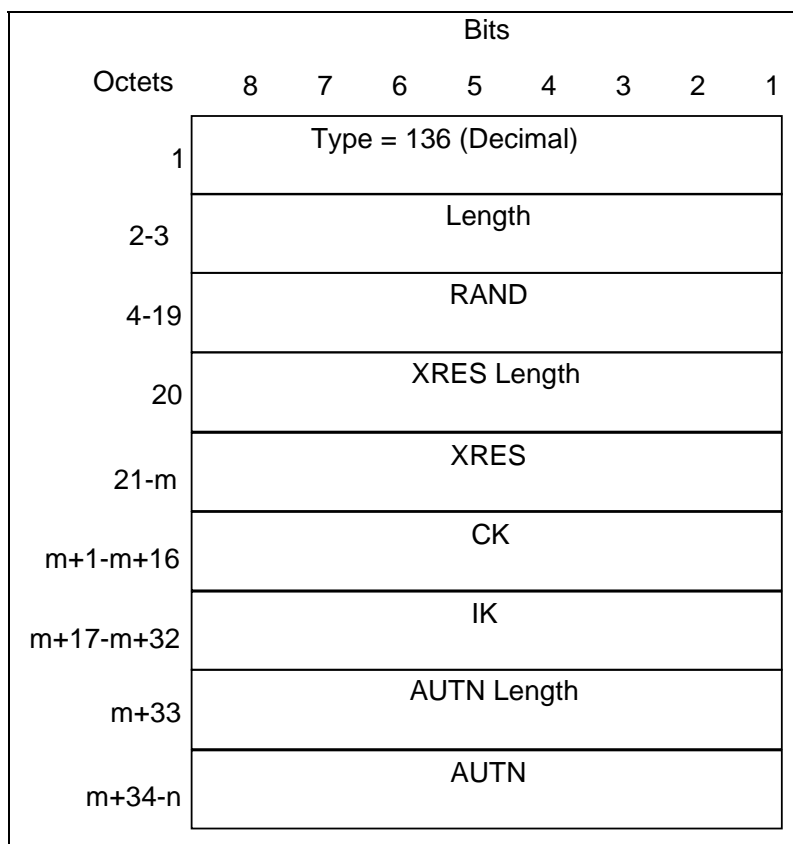 Bits
Octets 8 7 6 5 4 3 2 1
1 Type = 136 (Decimal)
2-3 Length
4-19 RAND
20 XRES Length
21-m XRES
m+1-m+16 CK
m+17-m+32 IK
m+33 AUTN Length
m+34-n AUTN